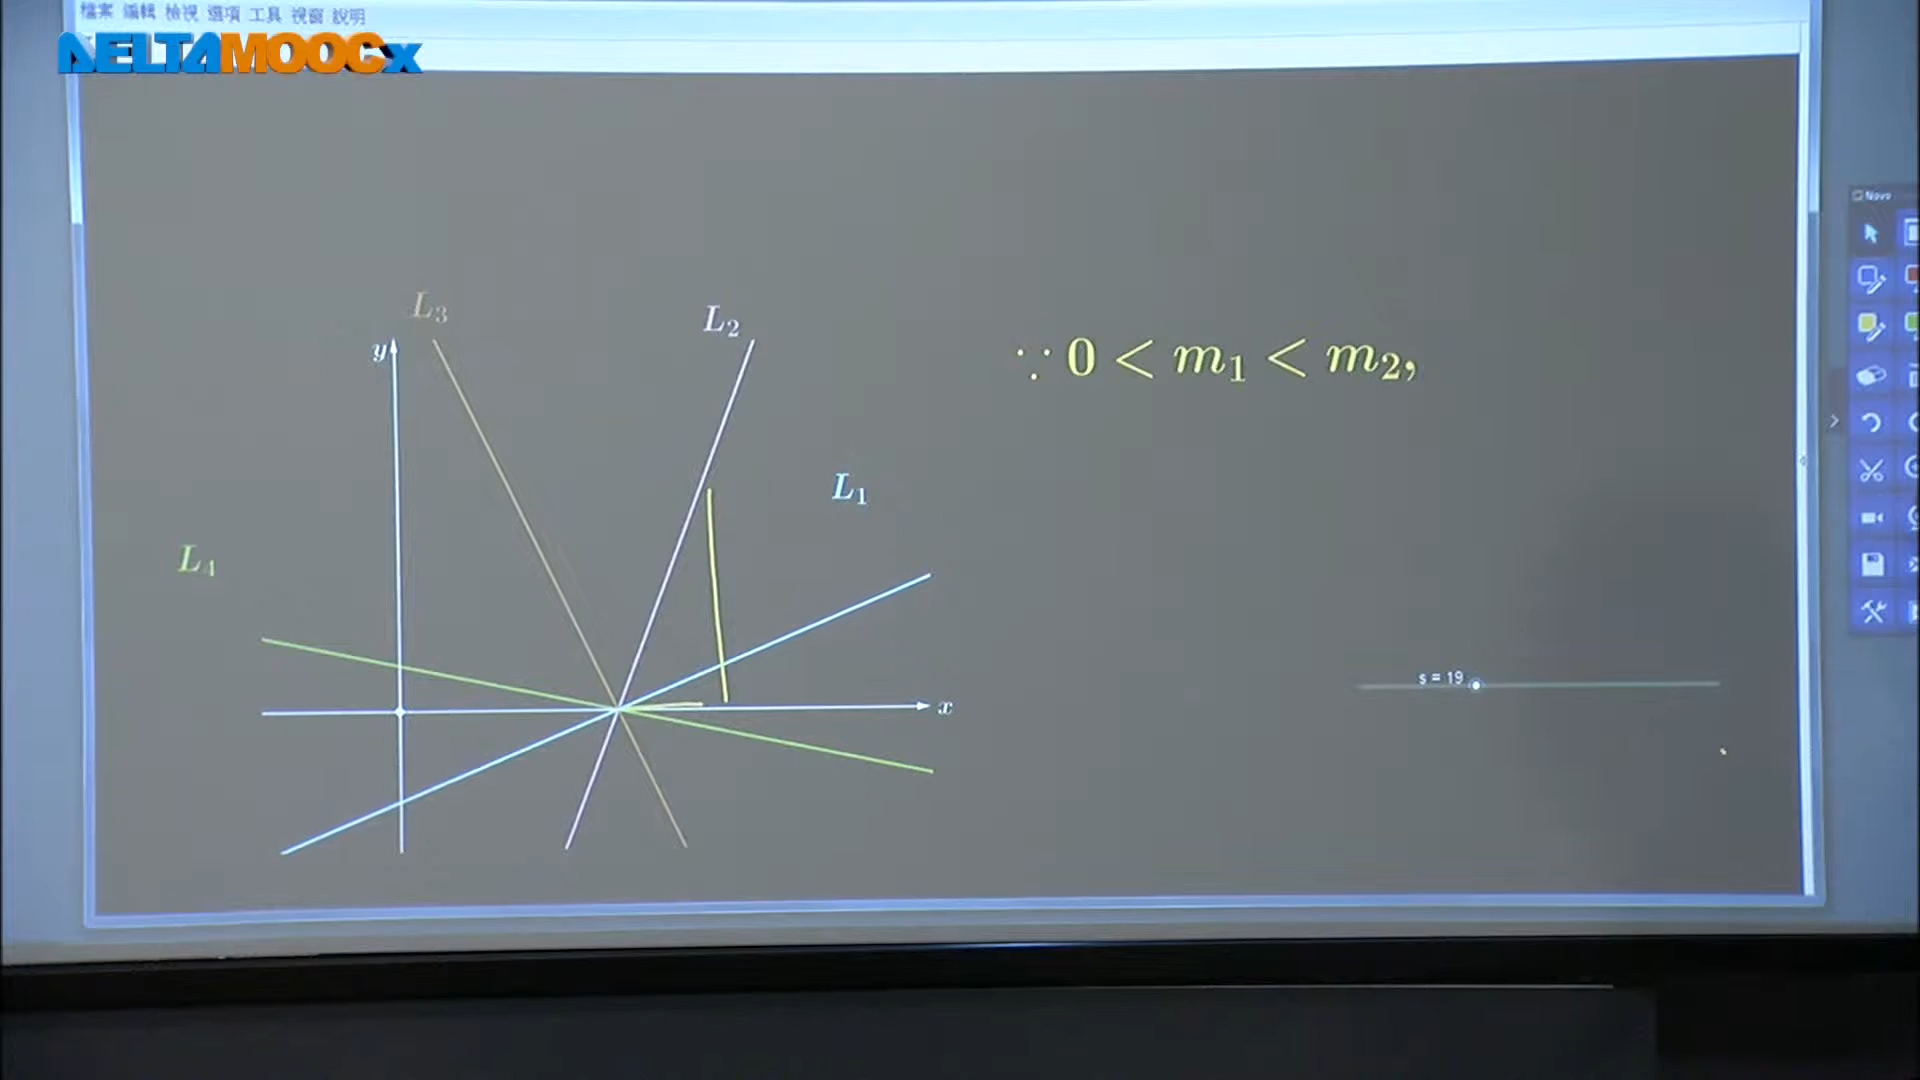 檔案 編輯 檢視 選項 工具 視窗 說明
DELTAMOOCx
Novo
L₃
L₂
y
∵ 0 < m₁ < m₂,
L₁
L₄
s = 19
x